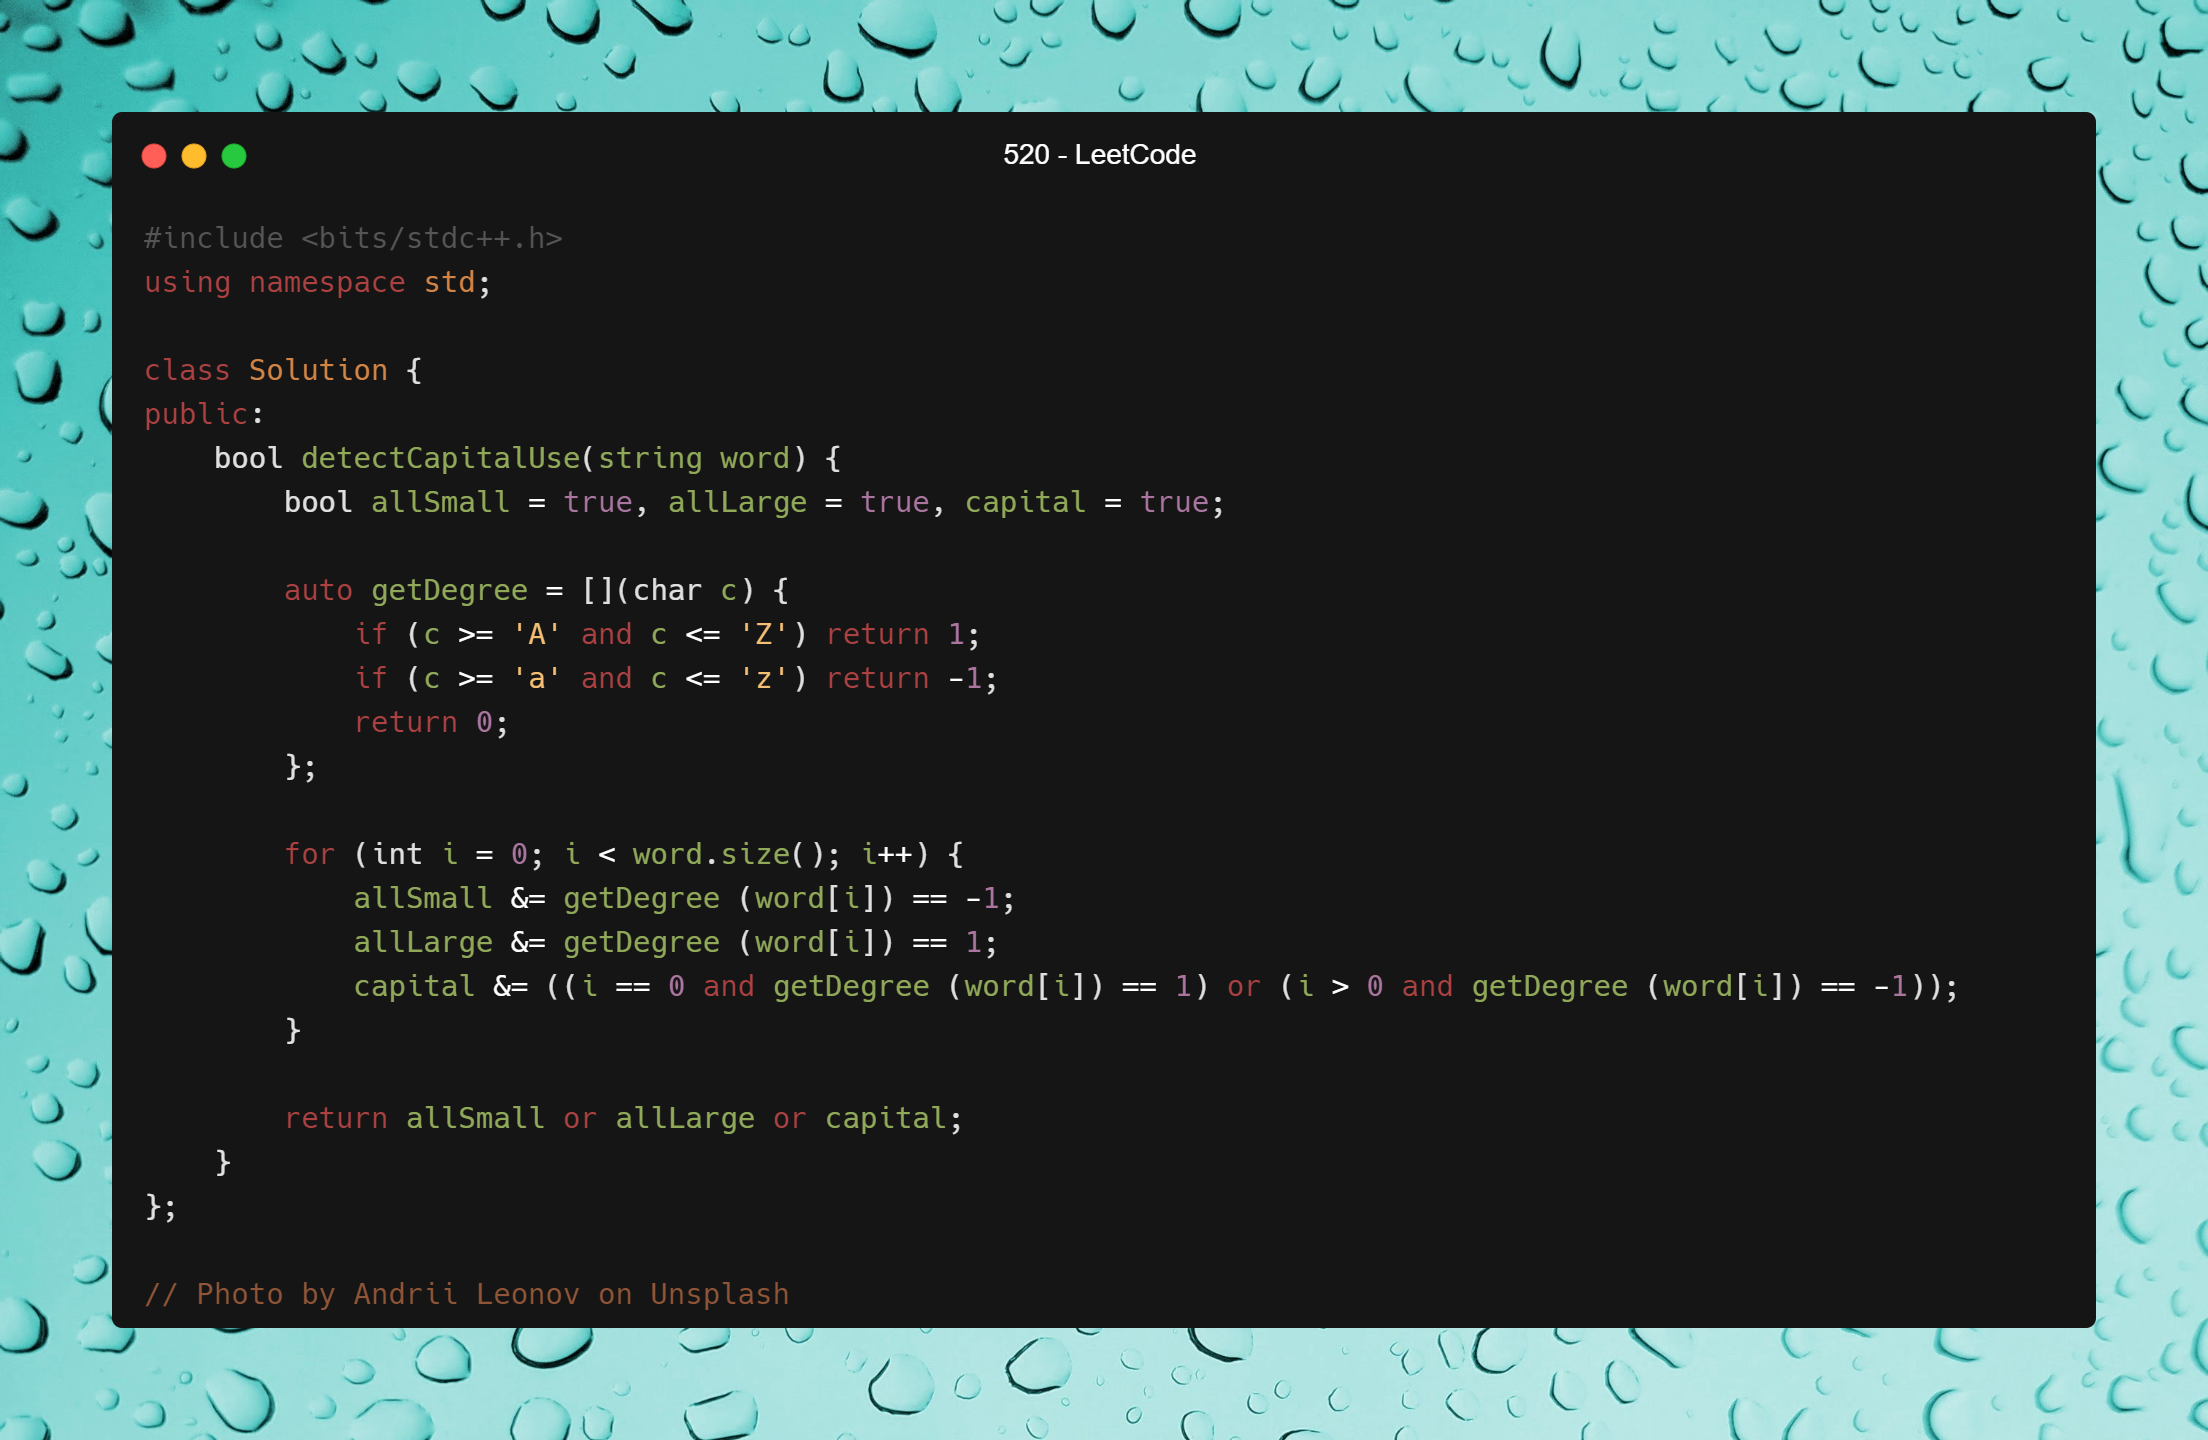 520 - LeetCode
#include <bits/stdc++.h>
using namespace std;
class Solution {
public:
    bool detectCapitalUse(string word) {
        bool allSmall = true, allLarge = true, capital = true;
        auto getDegree = [](char c) {
            if (c >= 'A' and c <= 'Z') return 1;
            if (c >= 'a' and c <= 'z') return -1;
            return 0;
        };
        for (int i = 0; i < word.size(); i++) {
            allSmall &= getDegree (word[i]) == -1;
            allLarge &= getDegree (word[i]) == 1;
            capital &= ((i == 0 and getDegree (word[i]) == 1) or (i > 0 and getDegree (word[i]) == -1));
        }
        return allSmall or allLarge or capital;
    }
};
// Photo by Andrii Leonov on Unsplash